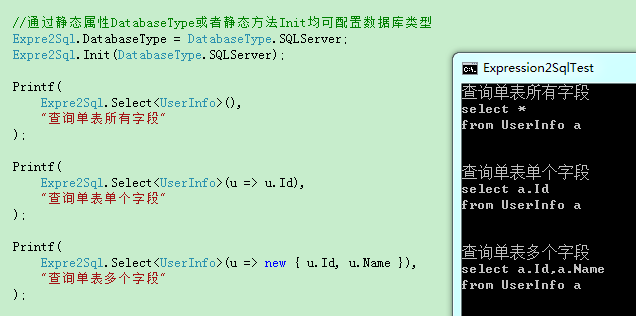 //通过静态属性DatabaseType或者静态方法Init均可配置数据库类型
Expre2Sql.DatabaseType = DatabaseType.SQLServer;
Expre2Sql.Init(DatabaseType.SQLServer);
Printf(
Expre2Sql.Select<UserInfo>(),
"查询单表所有字段"
);
Printf(
Expre2Sql.Select<UserInfo>(u => u.Id),
"查询单表单个字段"
);
Printf(
Expre2Sql.Select<UserInfo>(u => new { u.Id, u.Name }),
"查询单表多个字段"
);
C:\. Expression2SqlTest
查询单表所有字段
select *
from UserInfo a
查询单表单个字段
select a.Id
from UserInfo a
查询单表多个字段
select a.Id,a.Name
from UserInfo a